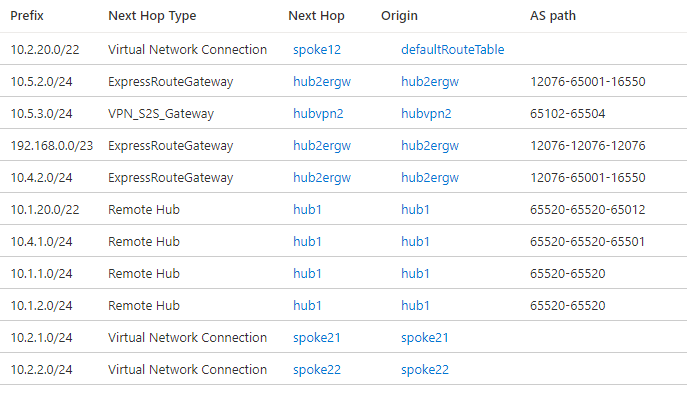 Prefix Next Hop Type Next Hop Origin AS path
10.2.20.0/22 Virtual Network Connection spoke12 defaultRouteTable
10.5.2.0/24 ExpressRouteGateway hub2ergw hub2ergw 12076-65001-16550
10.5.3.0/24 VPN_S2S_Gateway hubvpn2 hubvpn2 65102-65504
192.168.0.0/23 ExpressRouteGateway hub2ergw hub2ergw 12076-12076-12076
10.4.2.0/24 ExpressRouteGateway hub2ergw hub2ergw 12076-65001-16550
10.1.20.0/22 Remote Hub hub1 hub1 65520-65520-65012
10.4.1.0/24 Remote Hub hub1 hub1 65520-65520-65501
10.1.1.0/24 Remote Hub hub1 hub1 65520-65520
10.1.2.0/24 Remote Hub hub1 hub1 65520-65520
10.2.1.0/24 Virtual Network Connection spoke21 spoke21
10.2.2.0/24 Virtual Network Connection spoke22 spoke22